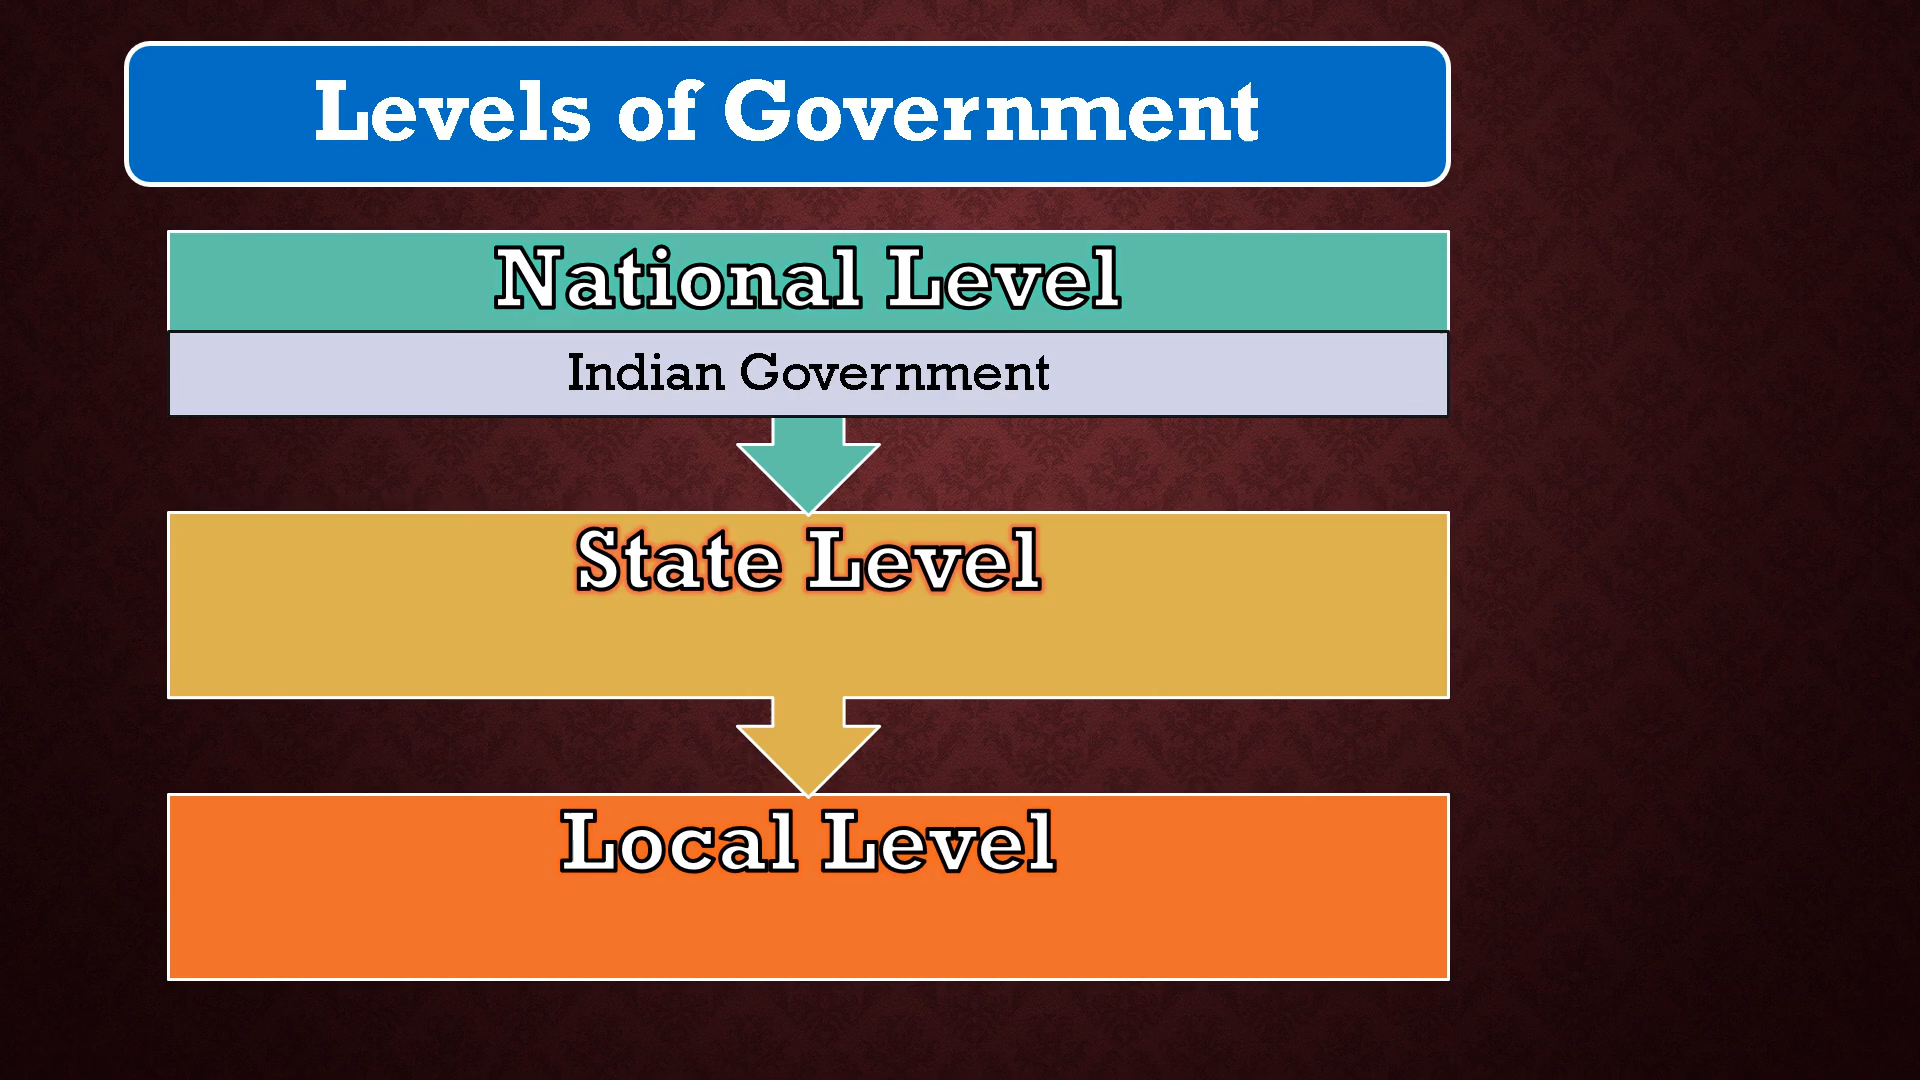 Levels of Government
National Level
Indian Government
State Level
Local Level